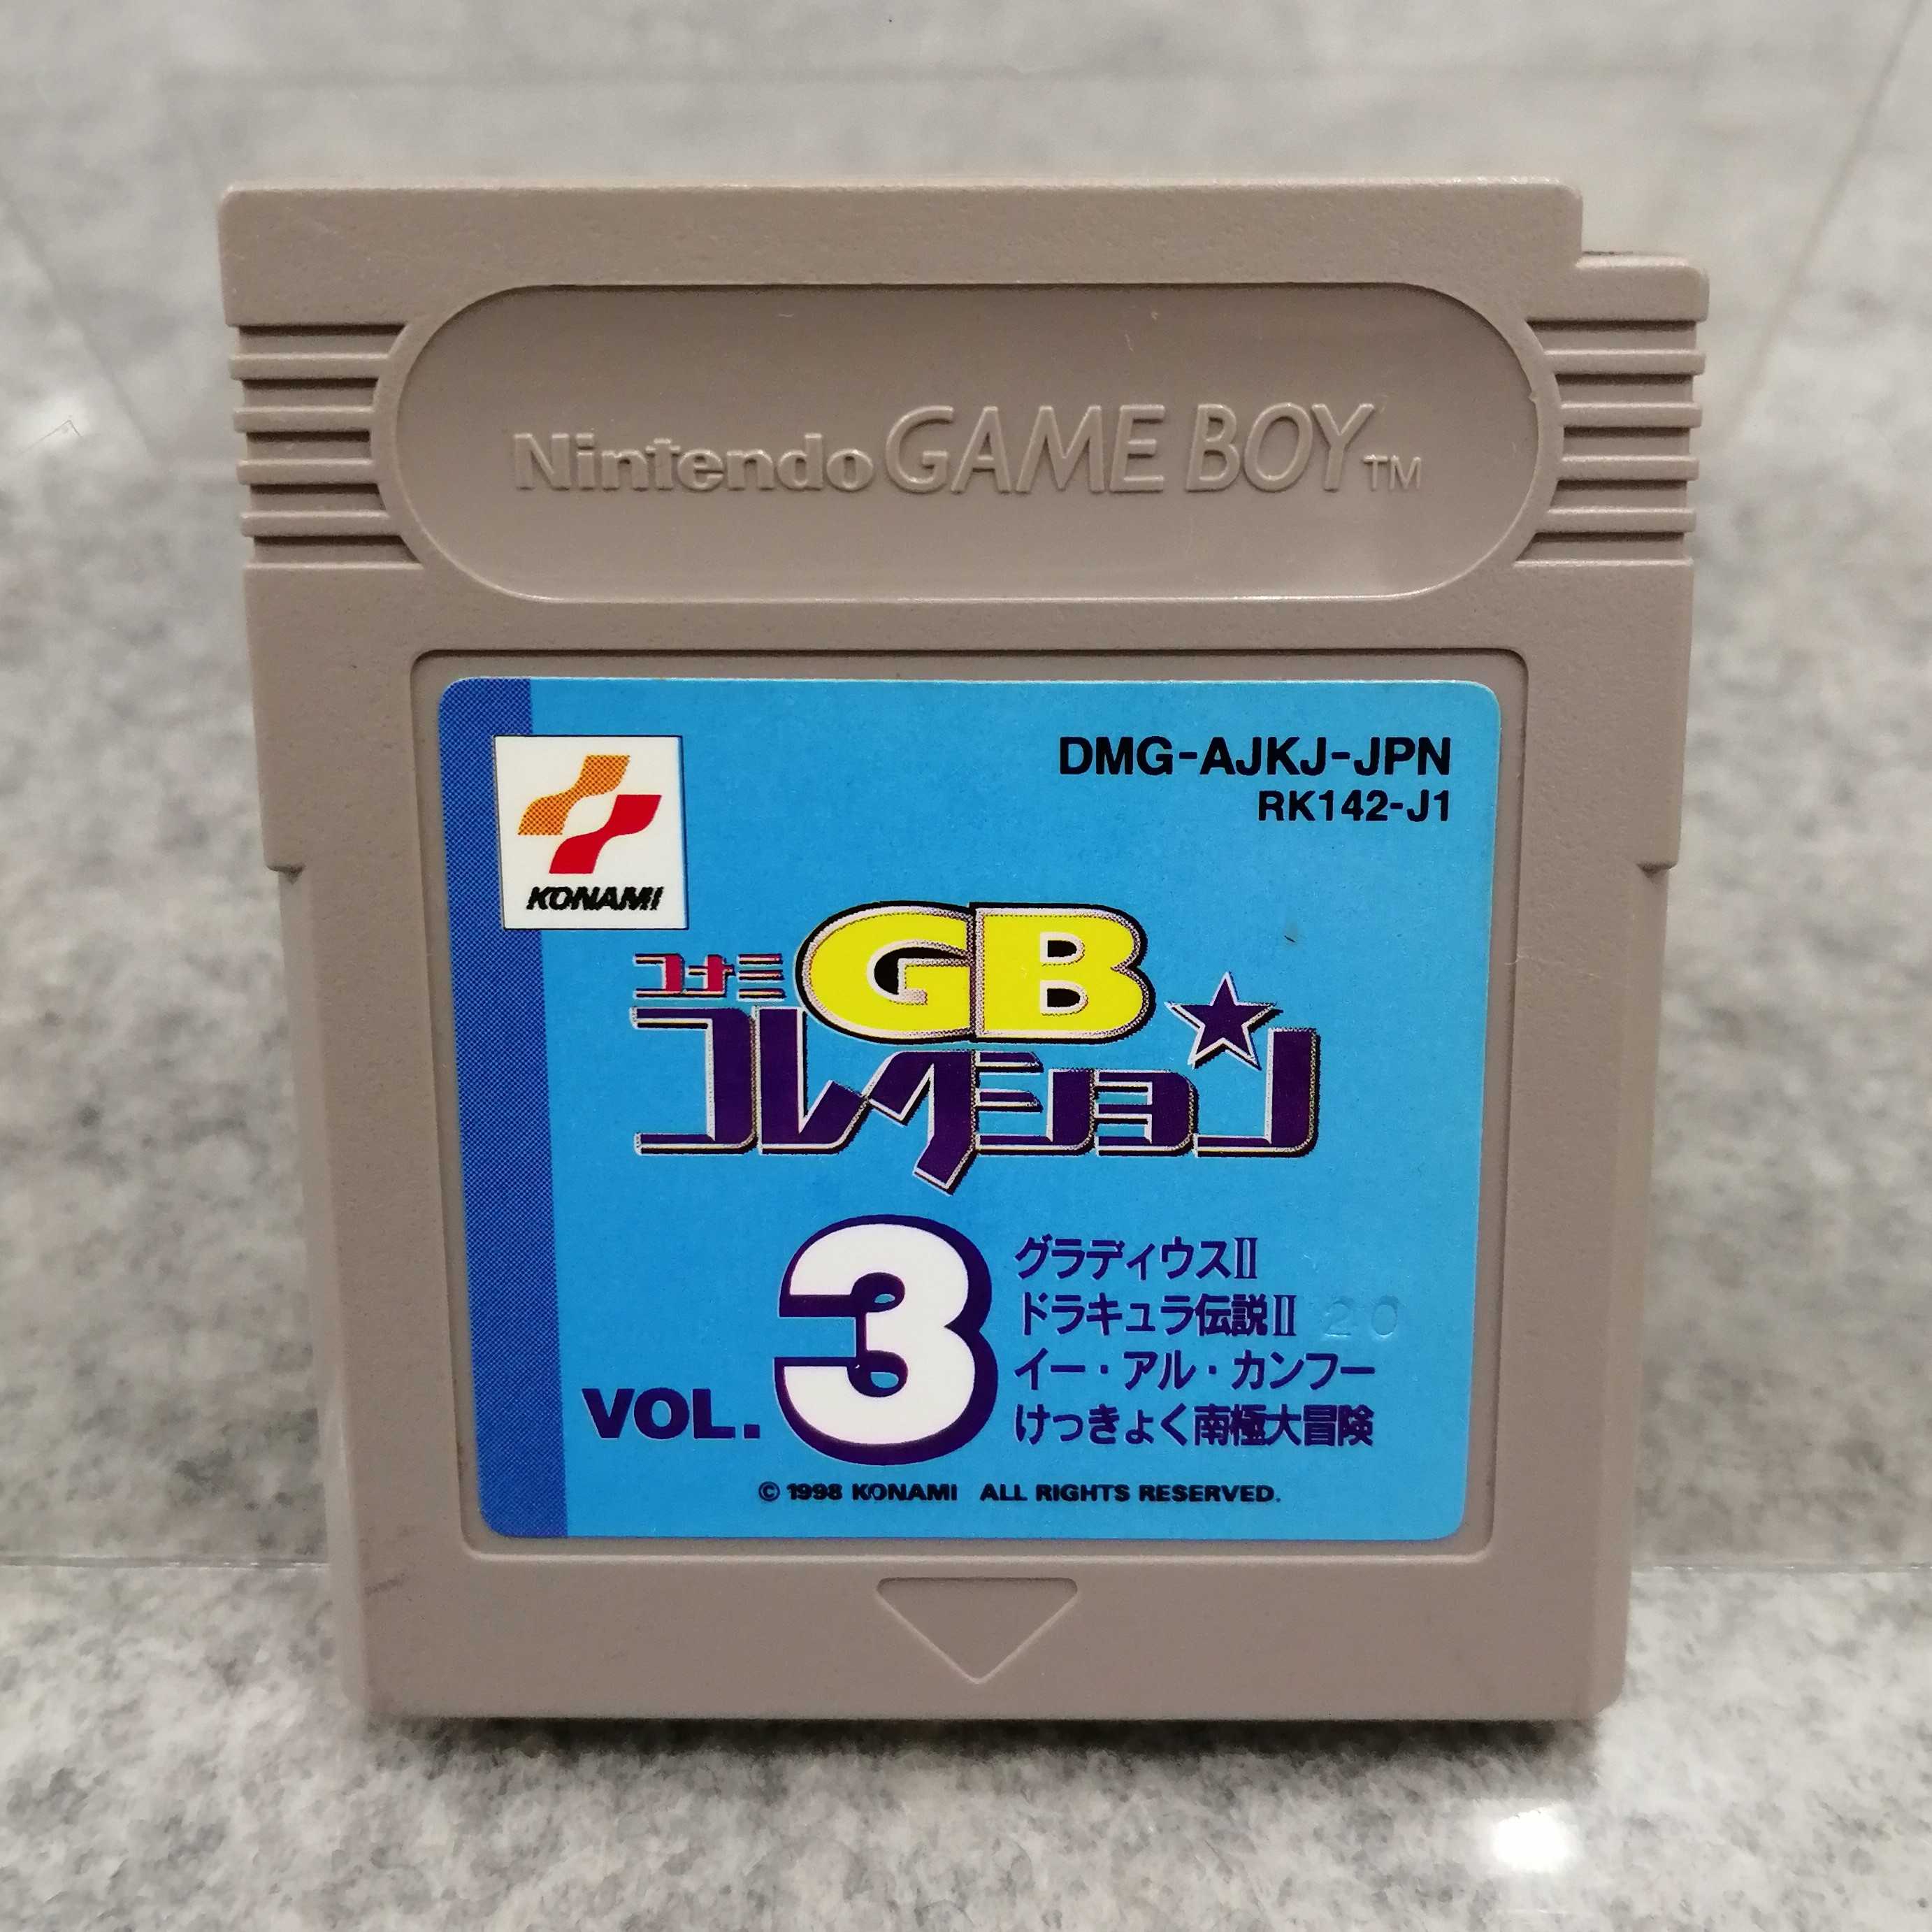 Nintendo GAME BOY TM
DMG-AJKJ-JPN
RK142-J1
KONAMI
コナミ GB
コレクション
VOL. 3
グラディウスII
ドラキュラ伝説II
20
イー・アル・カンフー
けっきょく南極大冒険
© 1998 KONAMI ALL RIGHTS RESERVED.